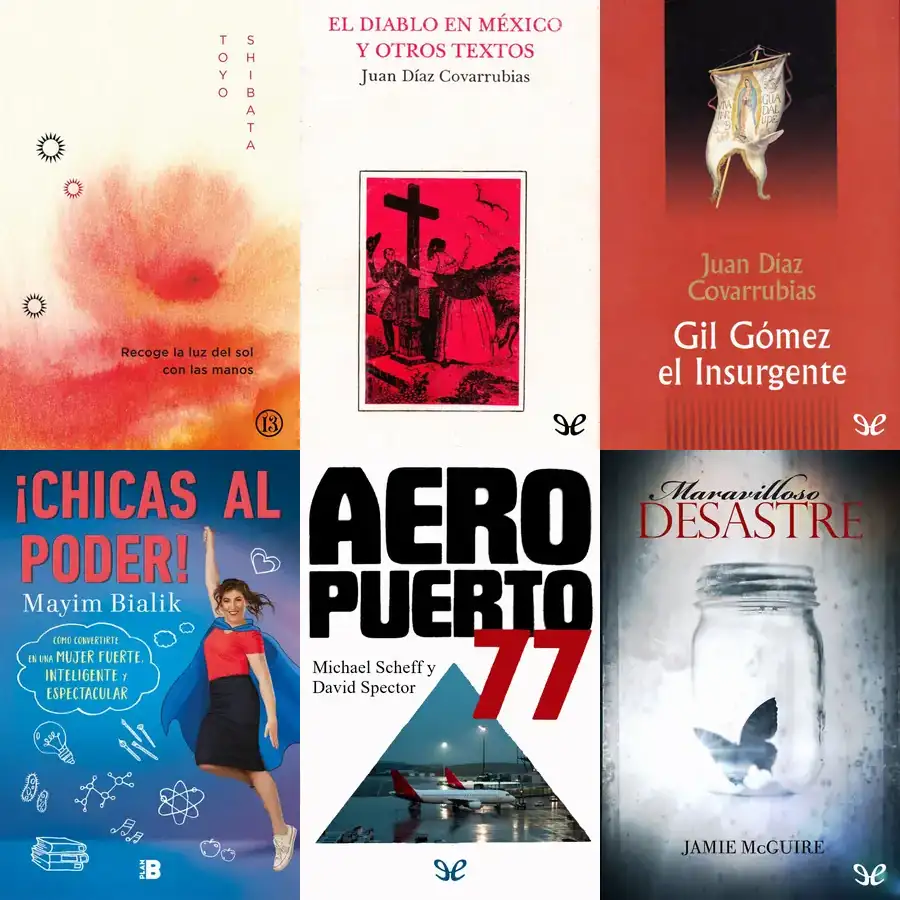 TOYO
SHIBATA
Recoge la luz del sol
con las manos
13
EL DIABLO EN MÉXICO
Y OTROS TEXTOS
Juan Díaz Covarrubias
Juan Díaz
Covarrubias
Gil Gómez
el Insurgente
¡CHICAS AL
PODER!
Mayim Bialik
CÓMO CONVERTIRTE
EN UNA MUJER FUERTE,
INTELIGENTE Y
ESPECTACULAR
PLAN
B
AERO
PUERTO
77
Michael Scheff y
David Spector
Maravilloso
DESASTRE
JAMIE McGUIRE